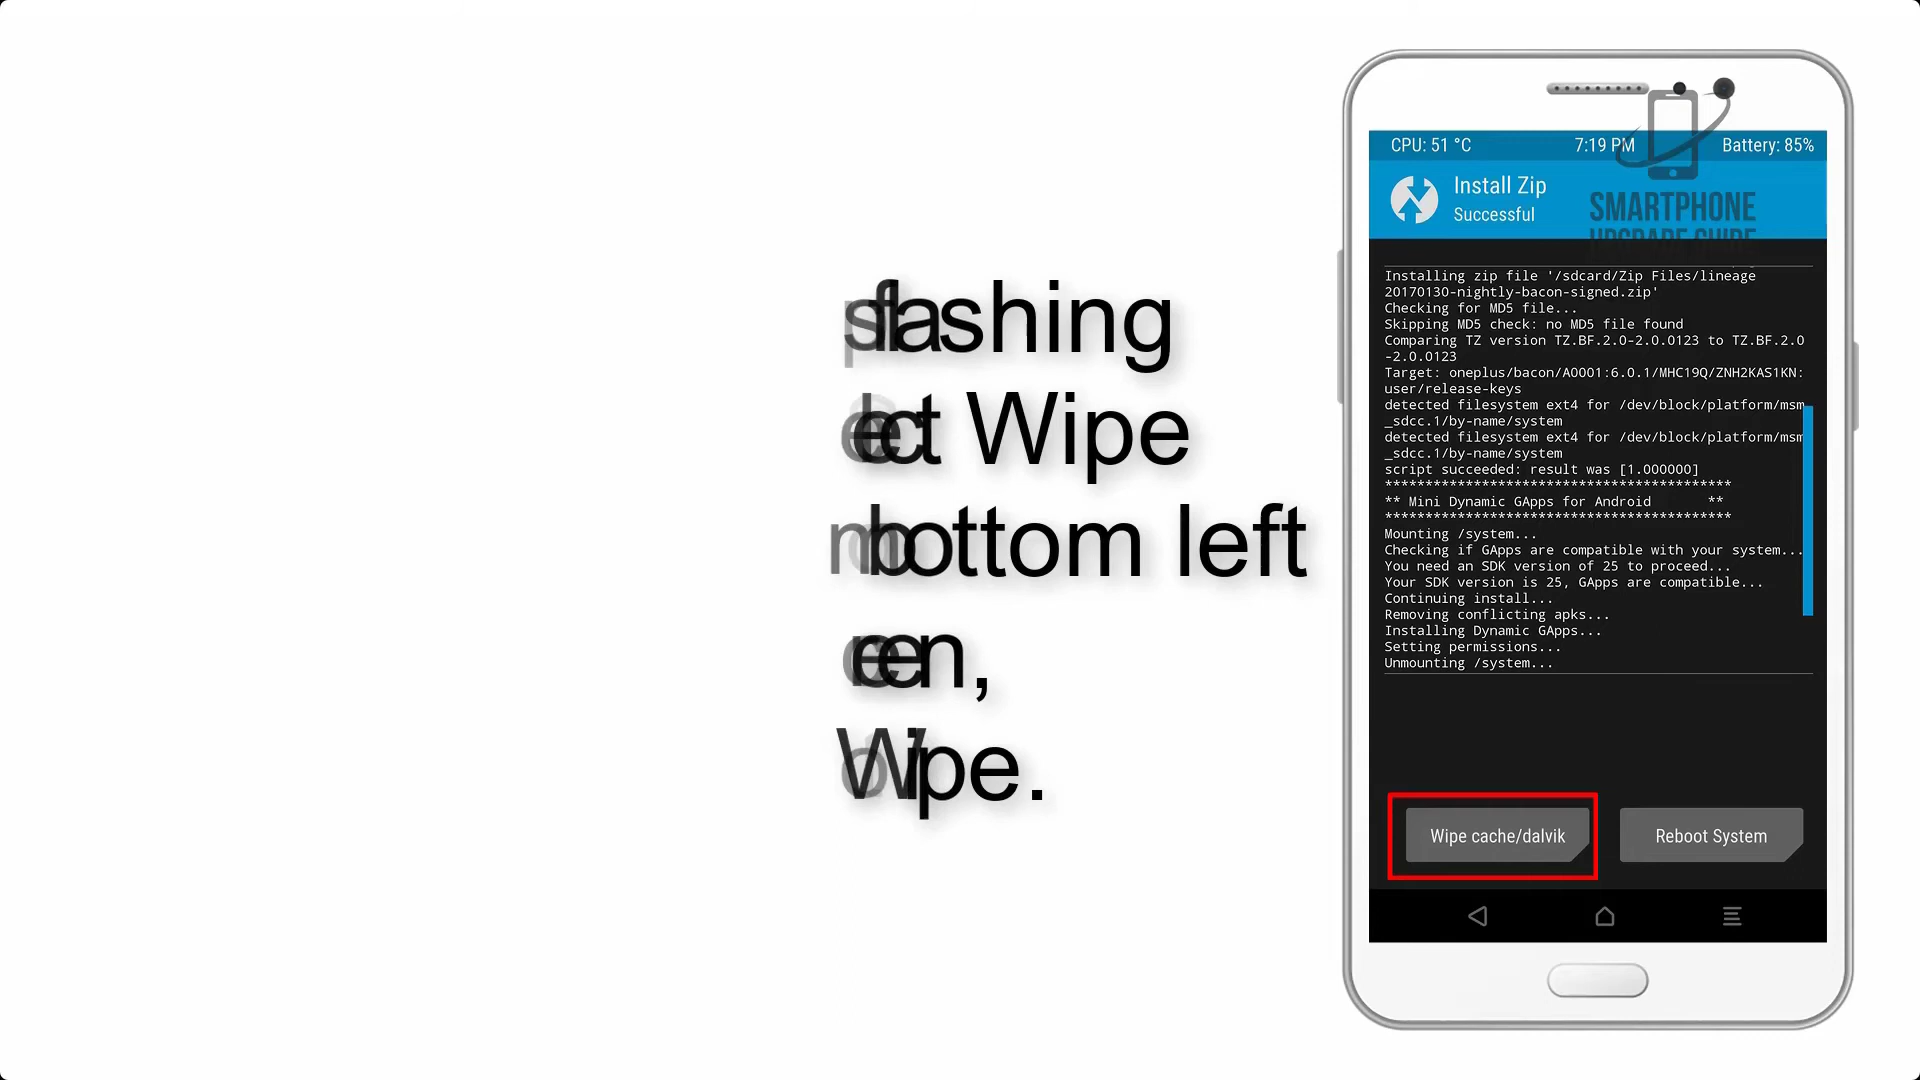 flashing
Wipe
bottom left
Wipe.
CPU: 51 °C 7:19 PM Battery: 85%
Install Zip
Successful
SMARTPHONE
UPGRADE GUIDE
Installing zip file '/sdcard/Zip Files/lineage
20170130-nightly-bacon-signed.zip'
Checking for MD5 file...
Skipping MD5 check: no MD5 file found
Comparing TZ version TZ.BF.2.0-2.0.0123 to TZ.BF.2.0
-2.0.0123
Target: oneplus/bacon/A0001:6.0.1/MHC19Q/ZNH2KAS1KN:
user/release-keys
detected filesystem ext4 for /dev/block/platform/msm
_sdcc.1/by-name/system
detected filesystem ext4 for /dev/block/platform/msm
_sdcc.1/by-name/system
script succeeded: result was [1.000000]
*******************************************
** Mini Dynamic GApps for Android **
*******************************************
Mounting /system...
Checking if GApps are compatible with your system...
You need an SDK version of 25 to proceed...
Your SDK version is 25, GApps are compatible...
Continuing install...
Removing conflicting apks...
Installing Dynamic GApps...
Setting permissions...
Unmounting /system...
Wipe cache/dalvik
Reboot System